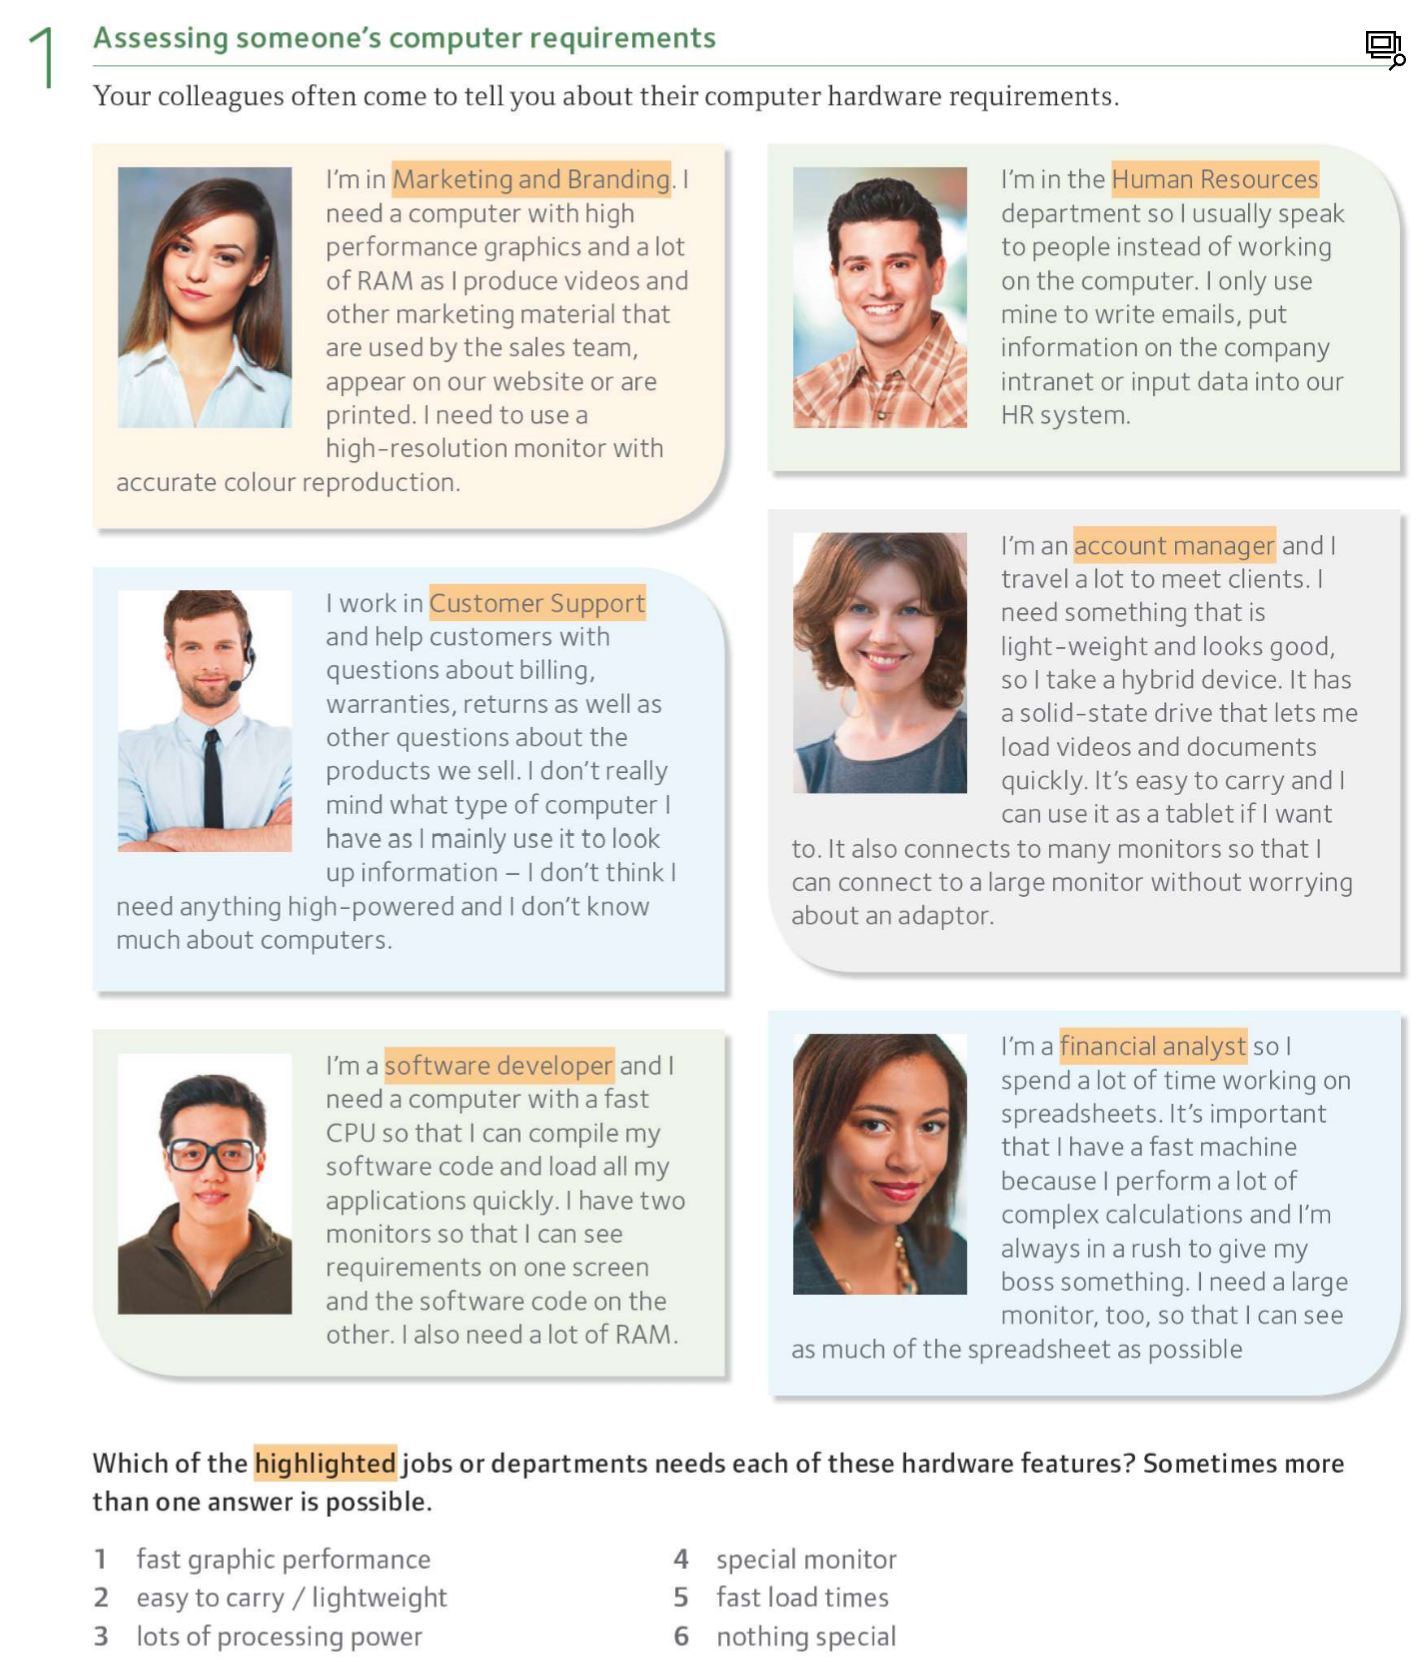 1
Assessing someone's computer requirements
Your colleagues often come to tell you about their computer hardware requirements.
I'm in Marketing and Branding. I
need a computer with high
performance graphics and a lot
of RAM as I produce videos and
other marketing material that
are used by the sales team,
appear on our website or are
printed. I need to use a
high-resolution monitor with
accurate colour reproduction.
I'm in the Human Resources
department so I usually speak
to people instead of working
on the computer. I only use
mine to write emails, put
information on the company
intranet or input data into our
HR system.
I work in Customer Support
and help customers with
questions about billing,
warranties, returns as well as
other questions about the
products we sell. I don't really
mind what type of computer I
have as I mainly use it to look
up information – I don't think I
need anything high-powered and I don't know
much about computers.
I'm an account manager and I
travel a lot to meet clients. I
need something that is
light-weight and looks good,
so I take a hybrid device. It has
a solid-state drive that lets me
load videos and documents
quickly. It's easy to carry and I
can use it as a tablet if I want
to. It also connects to many monitors so that I
can connect to a large monitor without worrying
about an adaptor.
I'm a software developer and I
need a computer with a fast
CPU so that I can compile my
software code and load all my
applications quickly. I have two
monitors so that I can see
requirements on one screen
and the software code on the
other. I also need a lot of RAM.
I'm a financial analyst so I
spend a lot of time working on
spreadsheets. It's important
that I have a fast machine
because I perform a lot of
complex calculations and I'm
always in a rush to give my
boss something. I need a large
monitor, too, so that I can see
as much of the spreadsheet as possible
Which of the highlighted jobs or departments needs each of these hardware features? Sometimes more
than one answer is possible.
1 fast graphic performance
2 easy to carry / lightweight
3 lots of processing power
4 special monitor
5 fast load times
6 nothing special